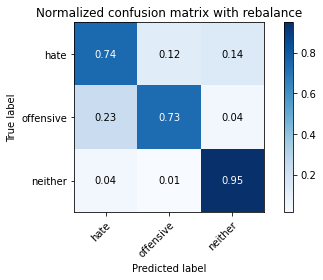 Normalized confusion matrix with rebalance
hate 0.74 0.12 0.14
offensive 0.23 0.73 0.04
neither 0.04 0.01 0.95
True label
hate offensive neither
Predicted label
0.8
0.6
0.4
0.2